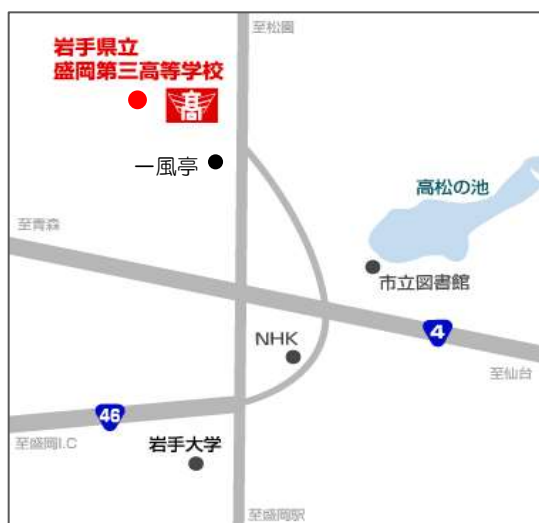 至松園
岩手県立
盛岡第三高等学校
高
一風亭
高松の池
至青森
市立図書館
4
NHK
至仙台
46
至盛岡I.C
岩手大学
至盛岡駅